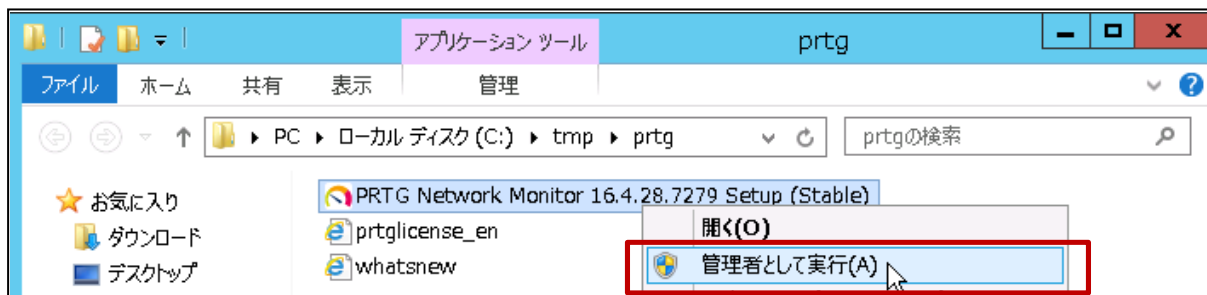 アプリケーション ツール prtg
ファイル ホーム 共有 表示 管理
PC ローカル ディスク (C:) tmp prtg prtgの検索
お気に入り PRTG Network Monitor 16.4.28.7279 Setup (Stable)
ダウンロード prtglicense_en 開く(O)
デスクトップ whatsnew 管理者として実行(A)